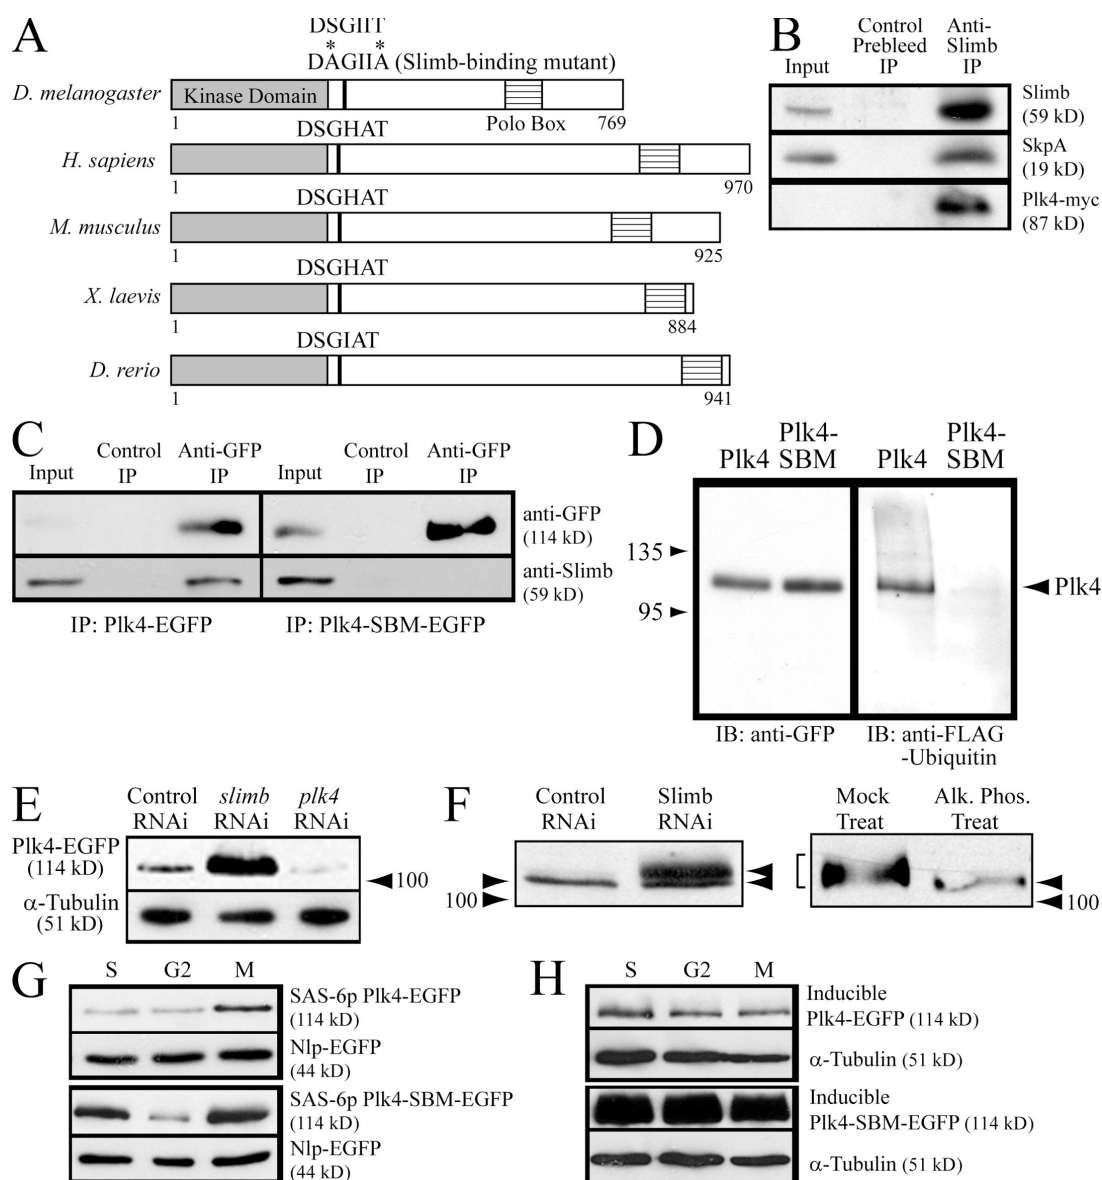 A
DSGIIT
* *
DAGIIA (Slimb-binding mutant)
D. melanogaster
Kinase Domain
1
Polo Box
769
DSGHAT
H. sapiens
1
970
DSGHAT
M. musculus
1
925
DSGHAT
X. laevis
1
884
DSGIAT
D. rerio
1
941
B
Input
Control
Prebleed
IP
Anti-
Slimb
IP
Slimb
(59 kD)
SkpA
(19 kD)
Plk4-myc
(87 kD)
C
Input
Control
IP
Anti-GFP
IP
Input
Control
IP
Anti-GFP
IP
anti-GFP
(114 kD)
anti-Slimb
(59 kD)
IP: Plk4-EGFP
IP: Plk4-SBM-EGFP
D
Plk4
Plk4-
SBM
Plk4
Plk4-
SBM
135
95
Plk4
IB: anti-GFP
IB: anti-FLAG
-Ubiquitin
E
Control
RNAi
slimb
RNAi
plk4
RNAi
Plk4-EGFP
(114 kD)
100
α-Tubulin
(51 kD)
F
Control
RNAi
Slimb
RNAi
100
Mock
Treat
Alk. Phos.
Treat
100
G
S G2 M
SAS-6p Plk4-EGFP
(114 kD)
Nlp-EGFP
(44 kD)
SAS-6p Plk4-SBM-EGFP
(114 kD)
Nlp-EGFP
(44 kD)
H
S G2 M
Inducible
Plk4-EGFP (114 kD)
α-Tubulin (51 kD)
Inducible
Plk4-SBM-EGFP (114 kD)
α-Tubulin (51 kD)